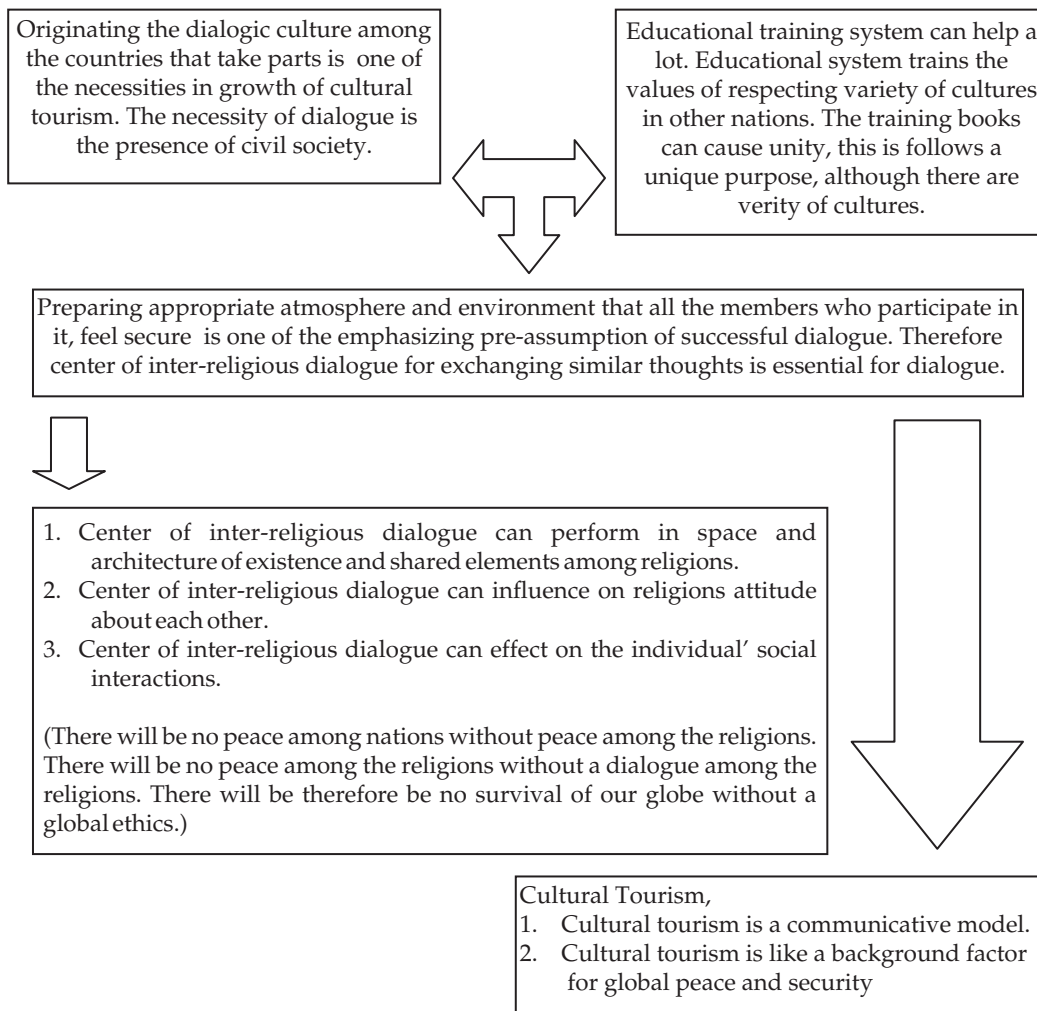 Originating the dialogic culture among
the countries that take parts is one of
the necessities in growth of cultural
tourism. The necessity of dialogue is
the presence of civil society.
Educational training system can help a
lot. Educational system trains the
values of respecting variety of cultures
in other nations. The training books
can cause unity, this is follows a
unique purpose, although there are
verity of cultures.
Preparing appropriate atmosphere and environment that all the members who participate in
it, feel secure is one of the emphasizing pre-assumption of successful dialogue. Therefore
center of inter-religious dialogue for exchanging similar thoughts is essential for dialogue.
1. Center of inter-religious dialogue can perform in space and
architecture of existence and shared elements among religions.
2. Center of inter-religious dialogue can influence on religions attitude
about each other.
3. Center of inter-religious dialogue can effect on the individual' social
interactions.
(There will be no peace among nations without peace among the religions.
There will be no peace among the religions without a dialogue among the
religions. There will be therefore be no survival of our globe without a
global ethics.)
Cultural Tourism,
1. Cultural tourism is a communicative model.
2. Cultural tourism is like a background factor
for global peace and security